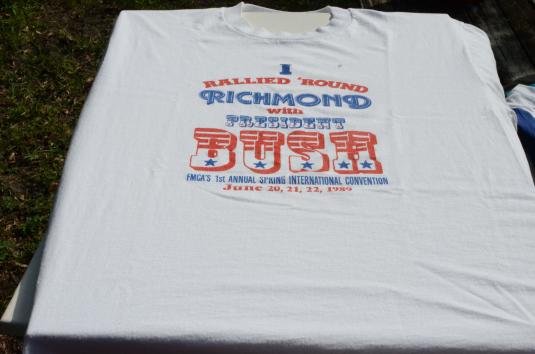 I
RALLIED 'ROUND
RICHMOND
with
PRESIDENT
BUSH
FMCA'S 1st ANNUAL SPRING INTERNATIONAL CONVENTION
June 20, 21, 22, 1989